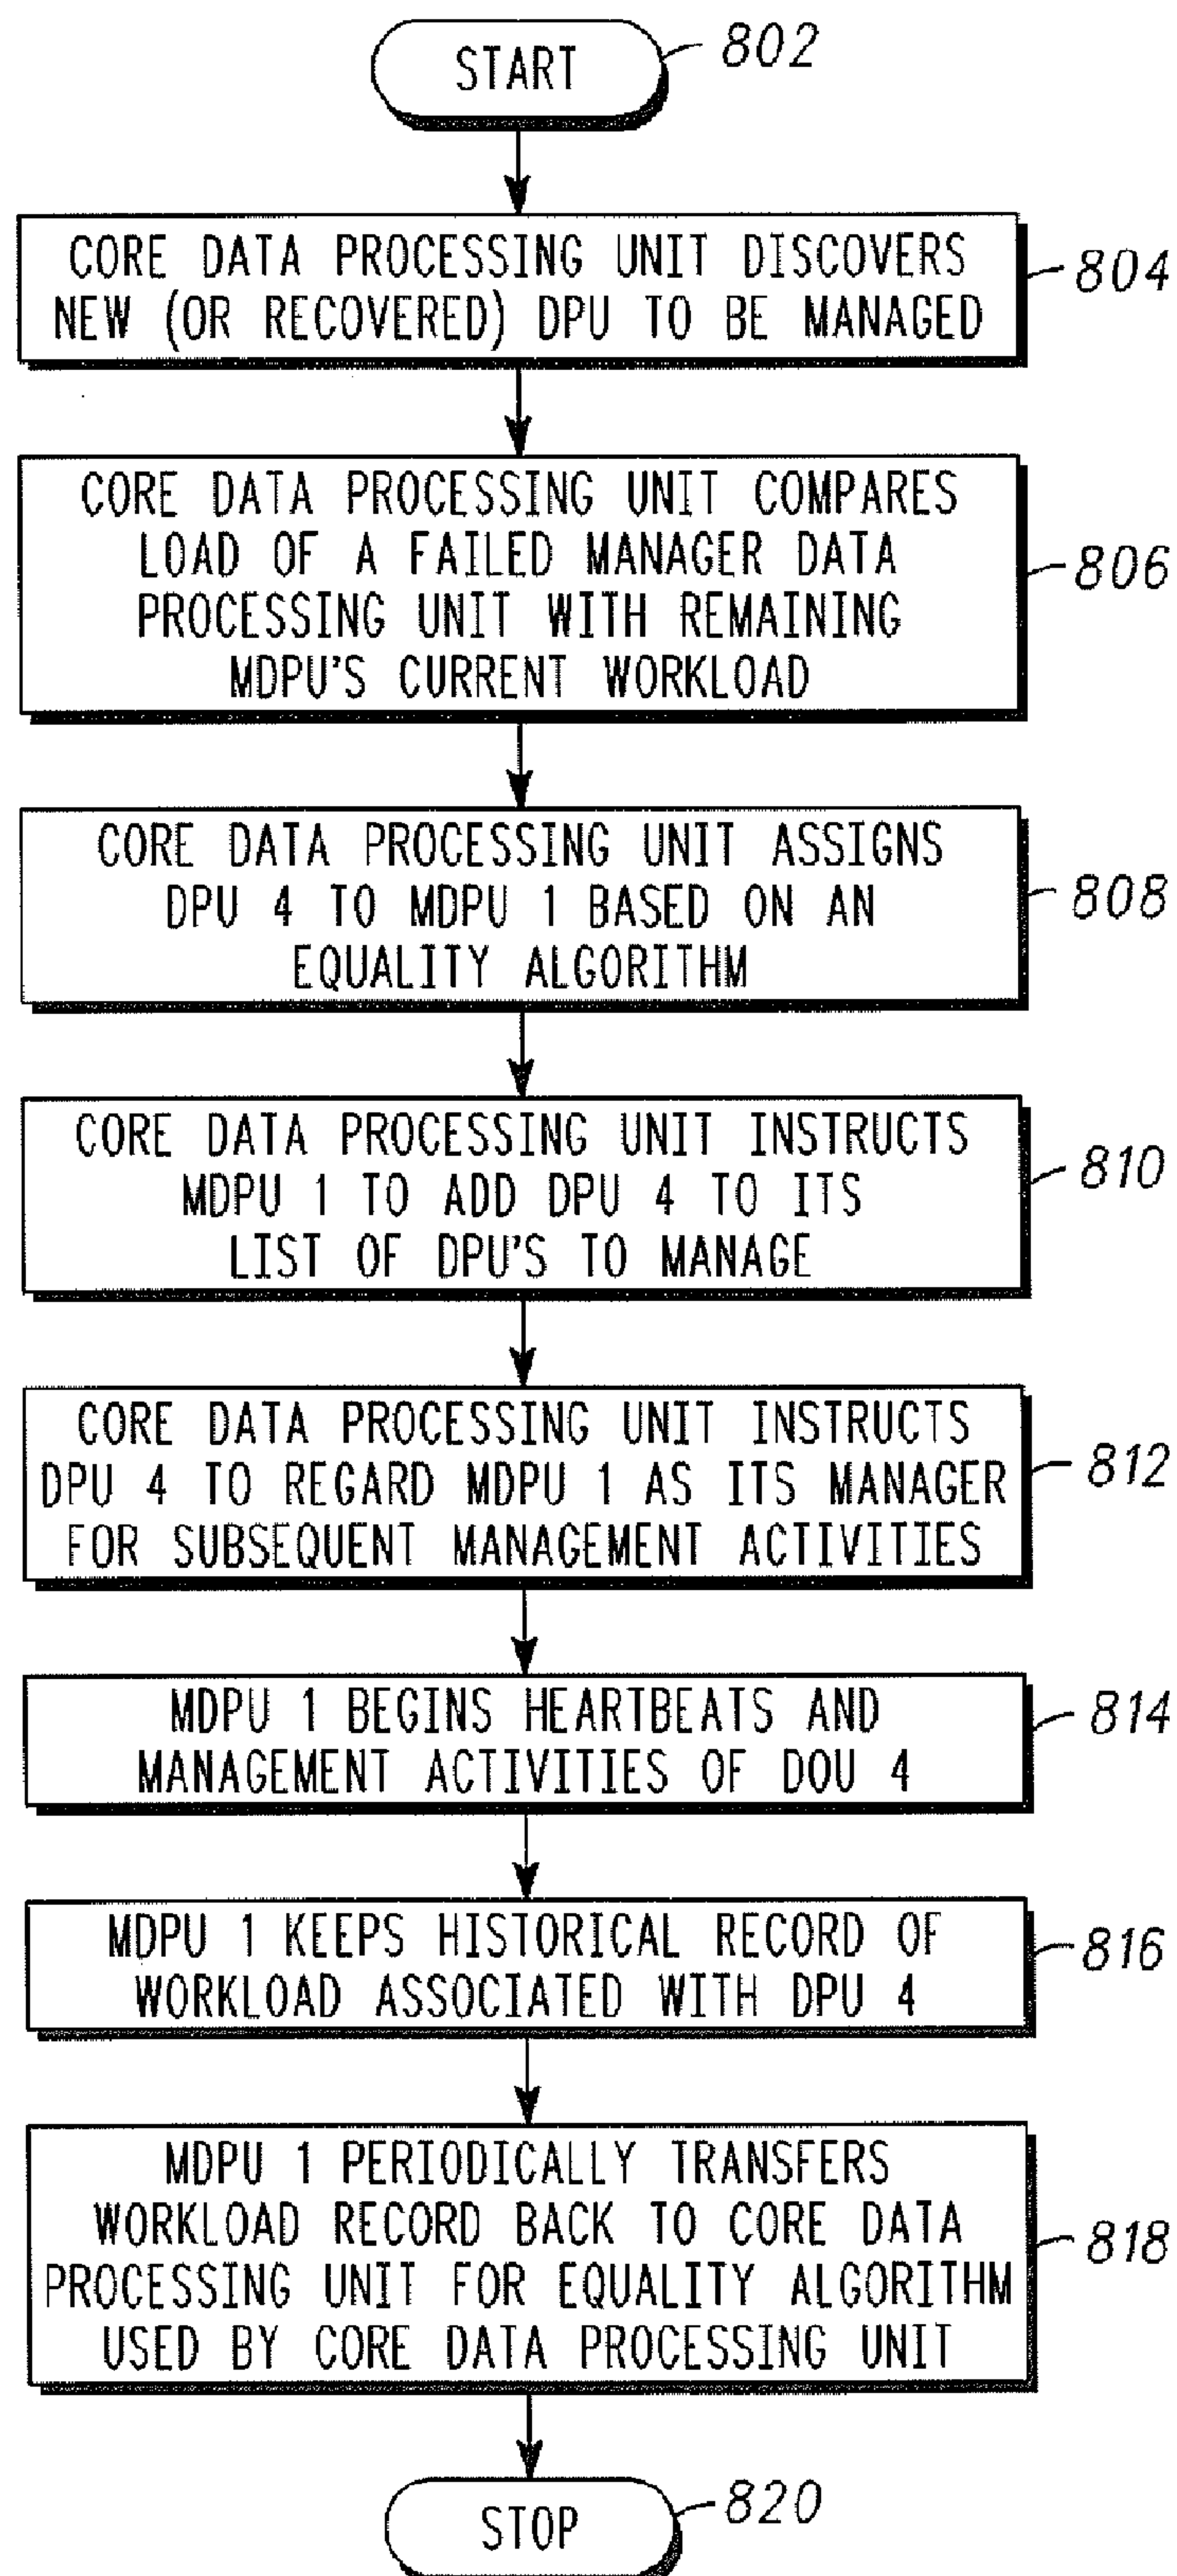 START
802
CORE DATA PROCESSING UNIT DISCOVERS
NEW (OR RECOVERED) DPU TO BE MANAGED
804
CORE DATA PROCESSING UNIT COMPARES
LOAD OF A FAILED MANAGER DATA
PROCESSING UNIT WITH REMAINING
MDPU'S CURRENT WORKLOAD
806
CORE DATA PROCESSING UNIT ASSIGNS
DPU 4 TO MDPU 1 BASED ON AN
EQUALITY ALGORITHM
808
CORE DATA PROCESSING UNIT INSTRUCTS
MDPU 1 TO ADD DPU 4 TO ITS
LIST OF DPU'S TO MANAGE
810
CORE DATA PROCESSING UNIT INSTRUCTS
DPU 4 TO REGARD MDPU 1 AS ITS MANAGER
FOR SUBSEQUENT MANAGEMENT ACTIVITIES
812
MDPU 1 BEGINS HEARTBEATS AND
MANAGEMENT ACTIVITIES OF DOU 4
814
MDPU 1 KEEPS HISTORICAL RECORD OF
WORKLOAD ASSOCIATED WITH DPU 4
816
MDPU 1 PERIODICALLY TRANSFERS
WORKLOAD RECORD BACK TO CORE DATA
PROCESSING UNIT FOR EQUALITY ALGORITHM
USED BY CORE DATA PROCESSING UNIT
818
STOP
820